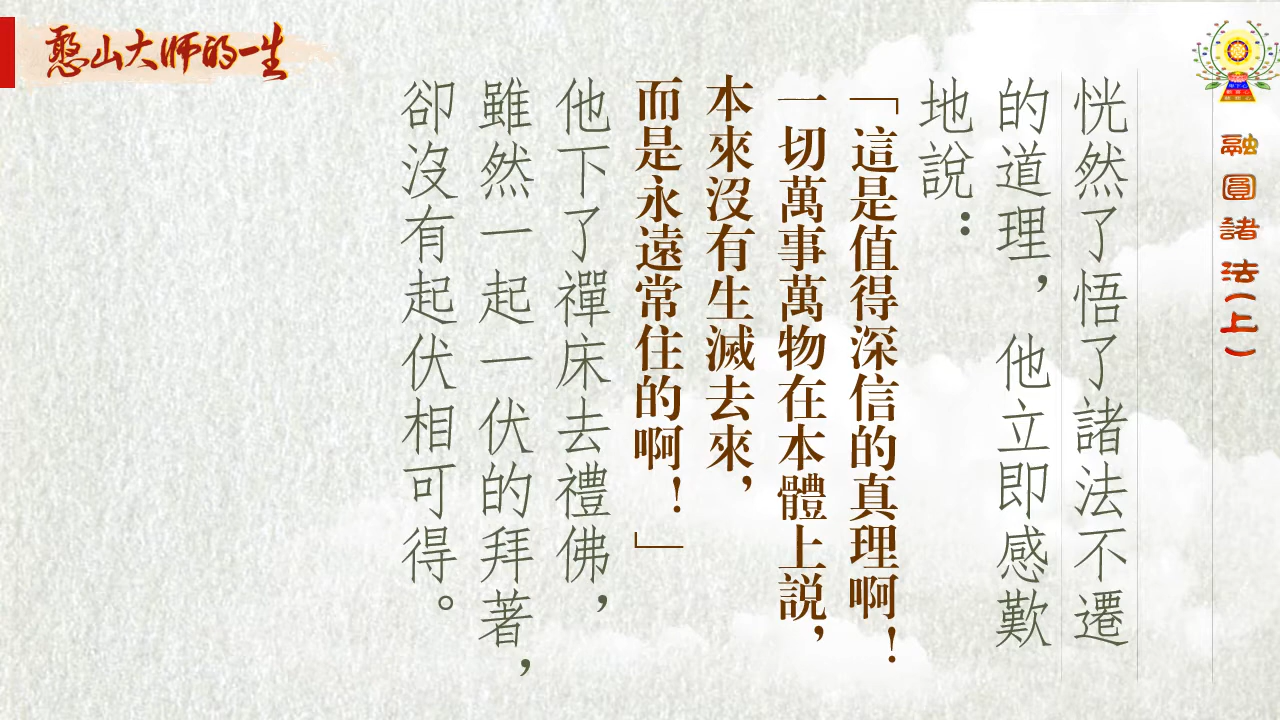 憨山大师的一生
融圓諸法(上)
恍然了悟了諸法不遷
的道理，他立即感歎
地說：
「這是值得深信的真理啊！
一切萬事萬物在本體上説，
本來沒有生滅去來，
而是永遠常住的啊！」
他下了禪床去禮佛，
雖然一起一伏的拜著，
卻沒有起伏相可得。